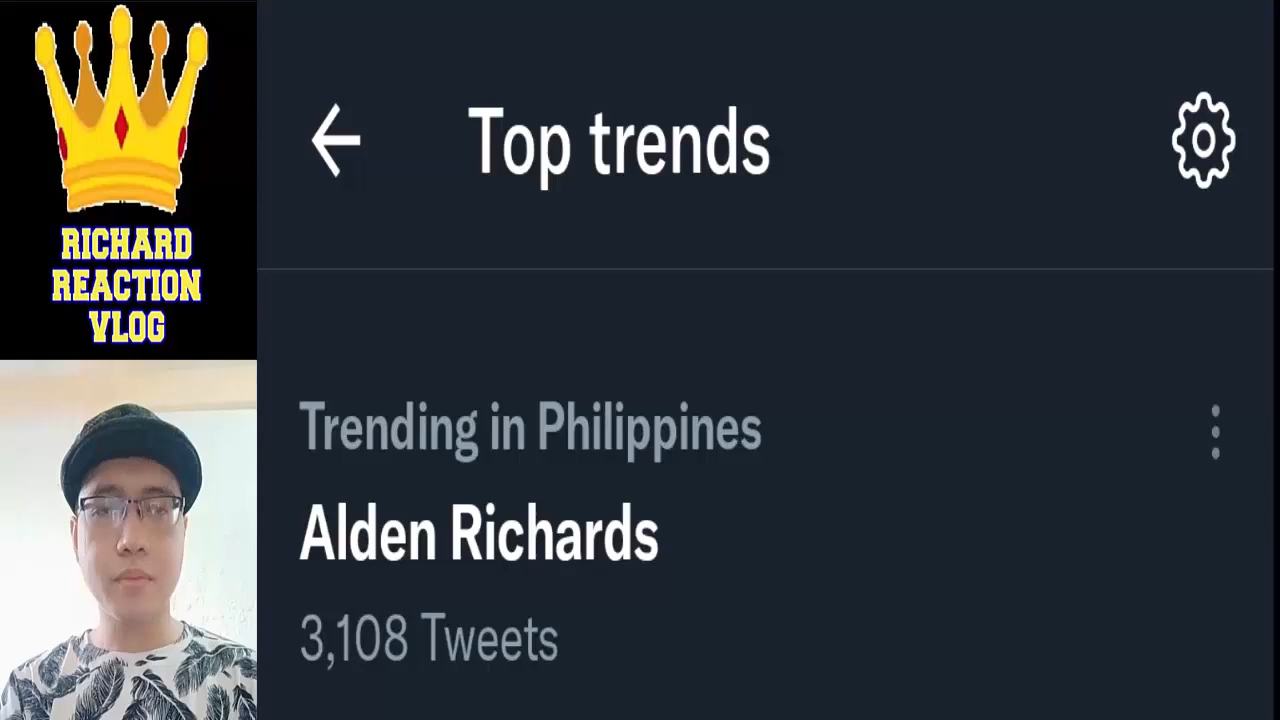 RICHARD
REACTION
VLOG
Top trends
Trending in Philippines
Alden Richards
3,108 Tweets